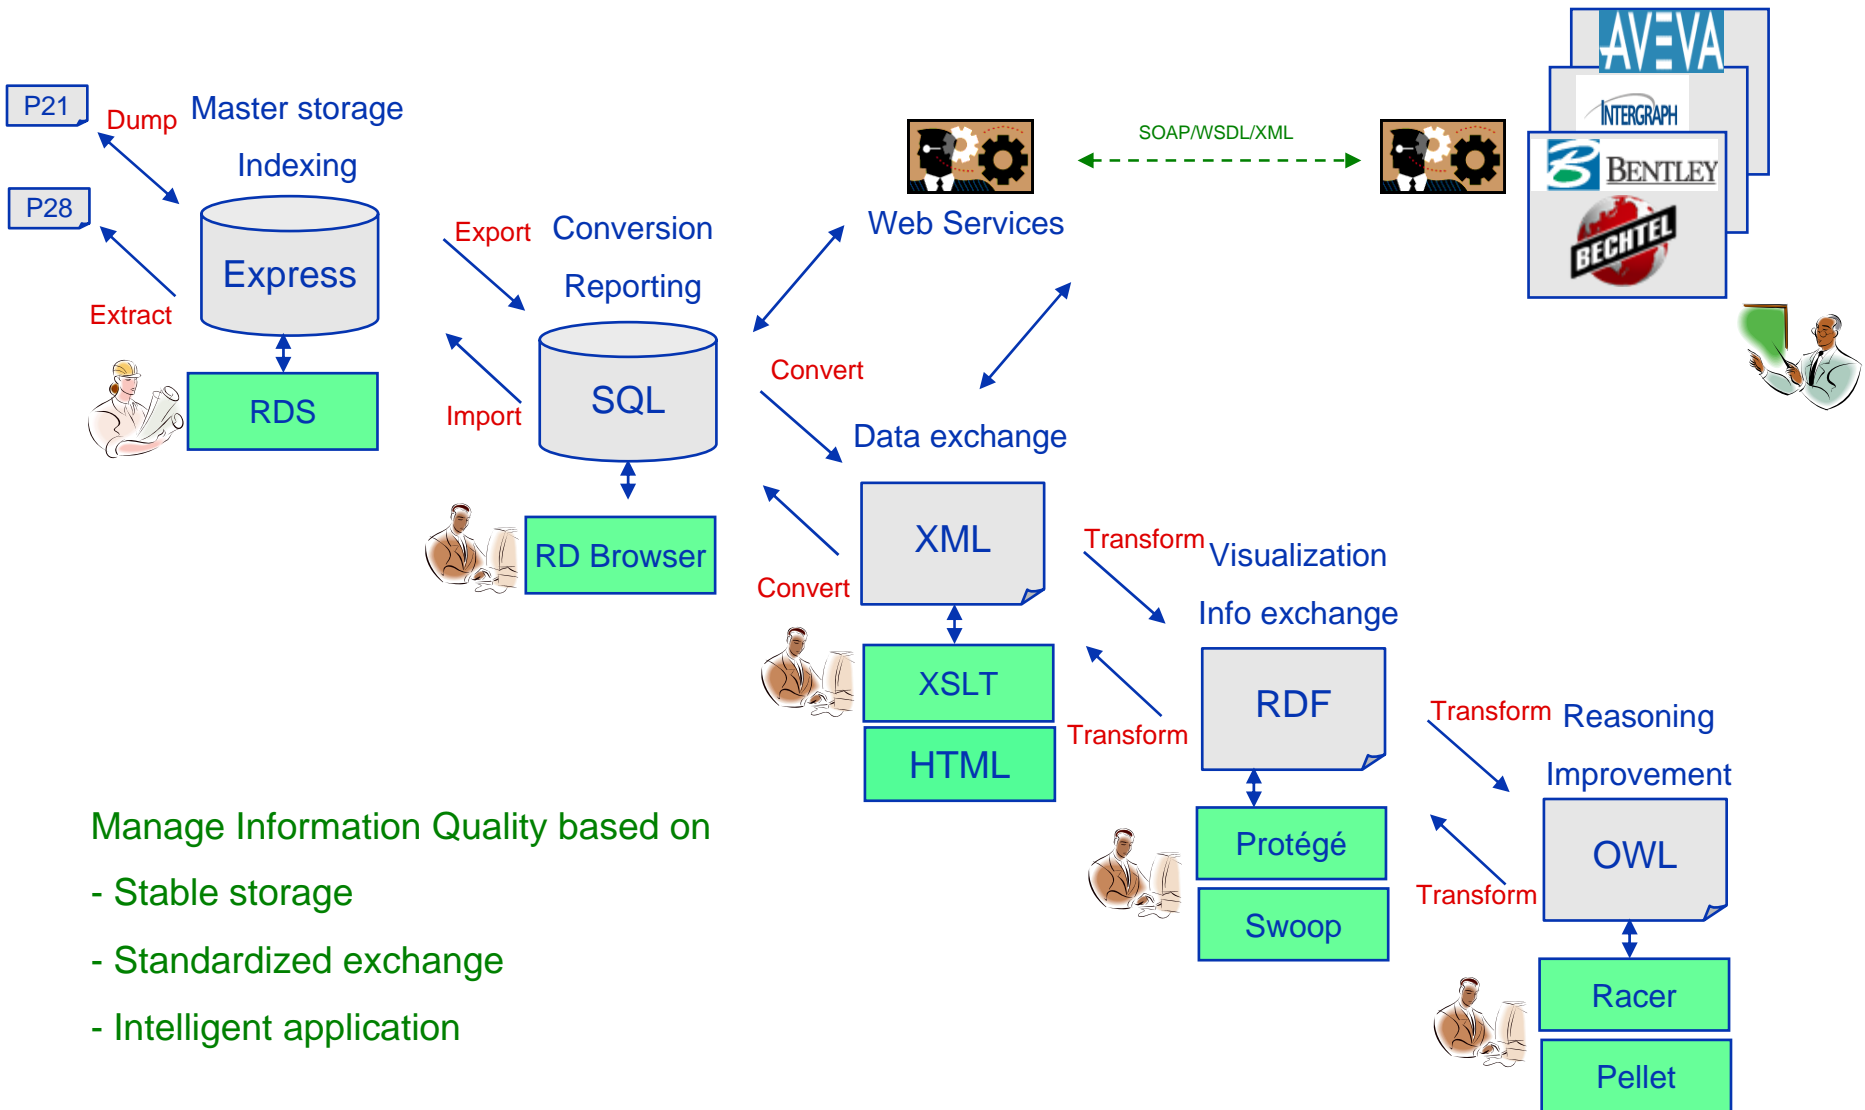 AVEVA
INTERGRAPH
BENTLEY
BECHTEL
P21
Dump
Master storage
Indexing
P28
Express
Extract
RDS
Export
Conversion
Reporting
Import
SQL
RD Browser
Web Services
SOAP/WSDL/XML
Convert
Data exchange
XML
Convert
XSLT
HTML
Transform
Visualization
Info exchange
RDF
Transform
Protégé
Swoop
Transform
Reasoning
Improvement
OWL
Transform
Racer
Pellet
Manage Information Quality based on
- Stable storage
- Standardized exchange
- Intelligent application